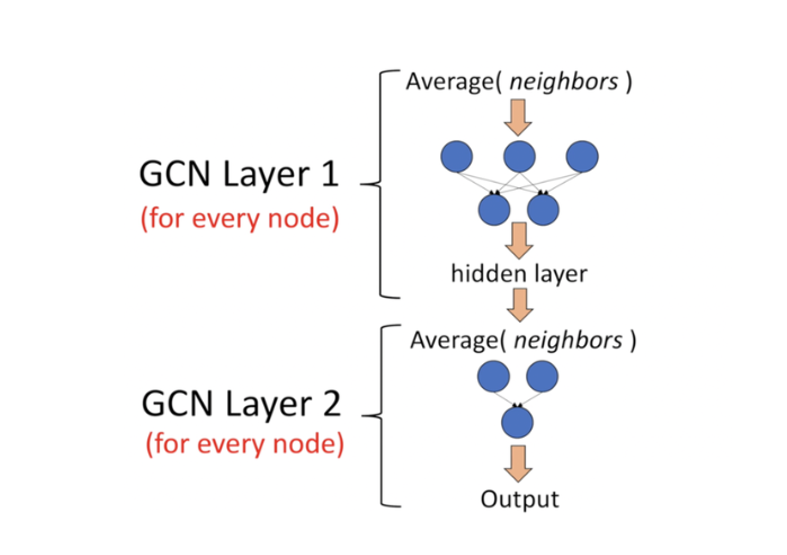 Average( neighbors )
GCN Layer 1
(for every node)
hidden layer
Average( neighbors )
GCN Layer 2
(for every node)
Output